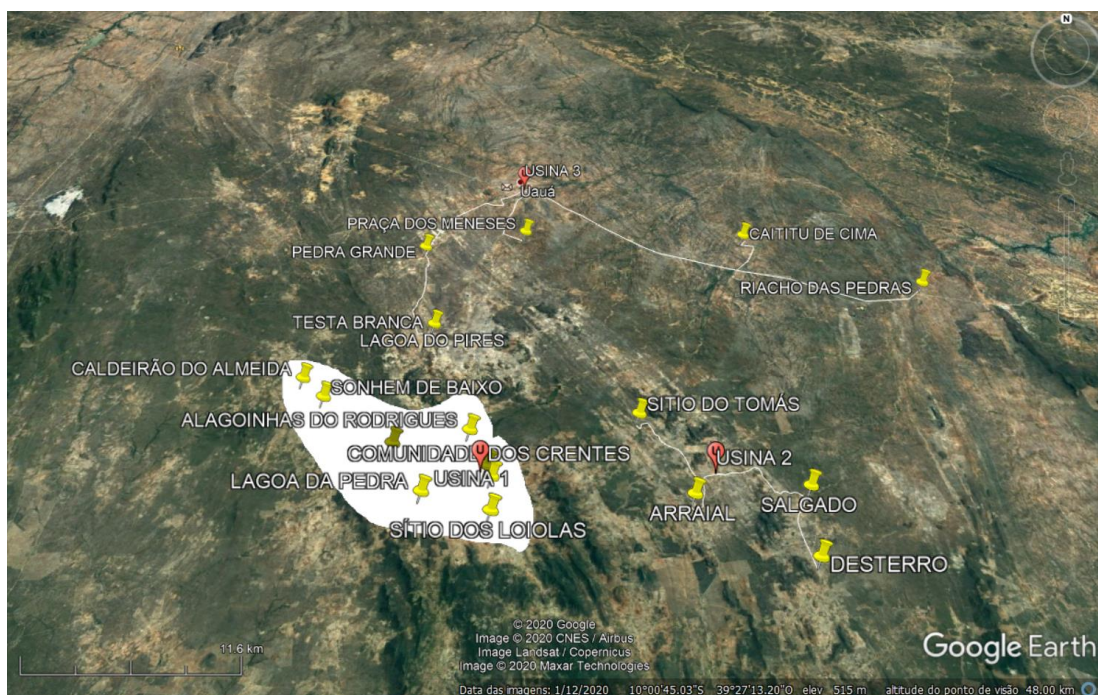 N
USINA 3
Uauá
PRAÇA DOS MENESES
CAITITU DE CIMA
PEDRA GRANDE
RIACHO DAS PEDRAS
TESTA BRANCA
LAGOA DO PIRES
CALDEIRÃO DO ALMEIDA
SONHEM DE BAIXO
SITIO DO TOMÁS
ALAGOINHAS DO RODRIGUES
COMUNIDADE DOS CRENTES
U
U
USINA 2
LAGOA DA PEDRA
USINA 1
SALGADO
ARRAIAL
SÍTIO DOS LOIOLAS
DESTERRO
© 2020 Google
Image © 2020 CNES / Airbus
Image Landsat / Copernicus
Image © 2020 Maxar Technologies
Google Earth
11.6 km
Data das imagens: 1/12/2020 10°00'45.03"S 39°27'13.20"O elev 515 m altitude do ponto de visão 48.00 km